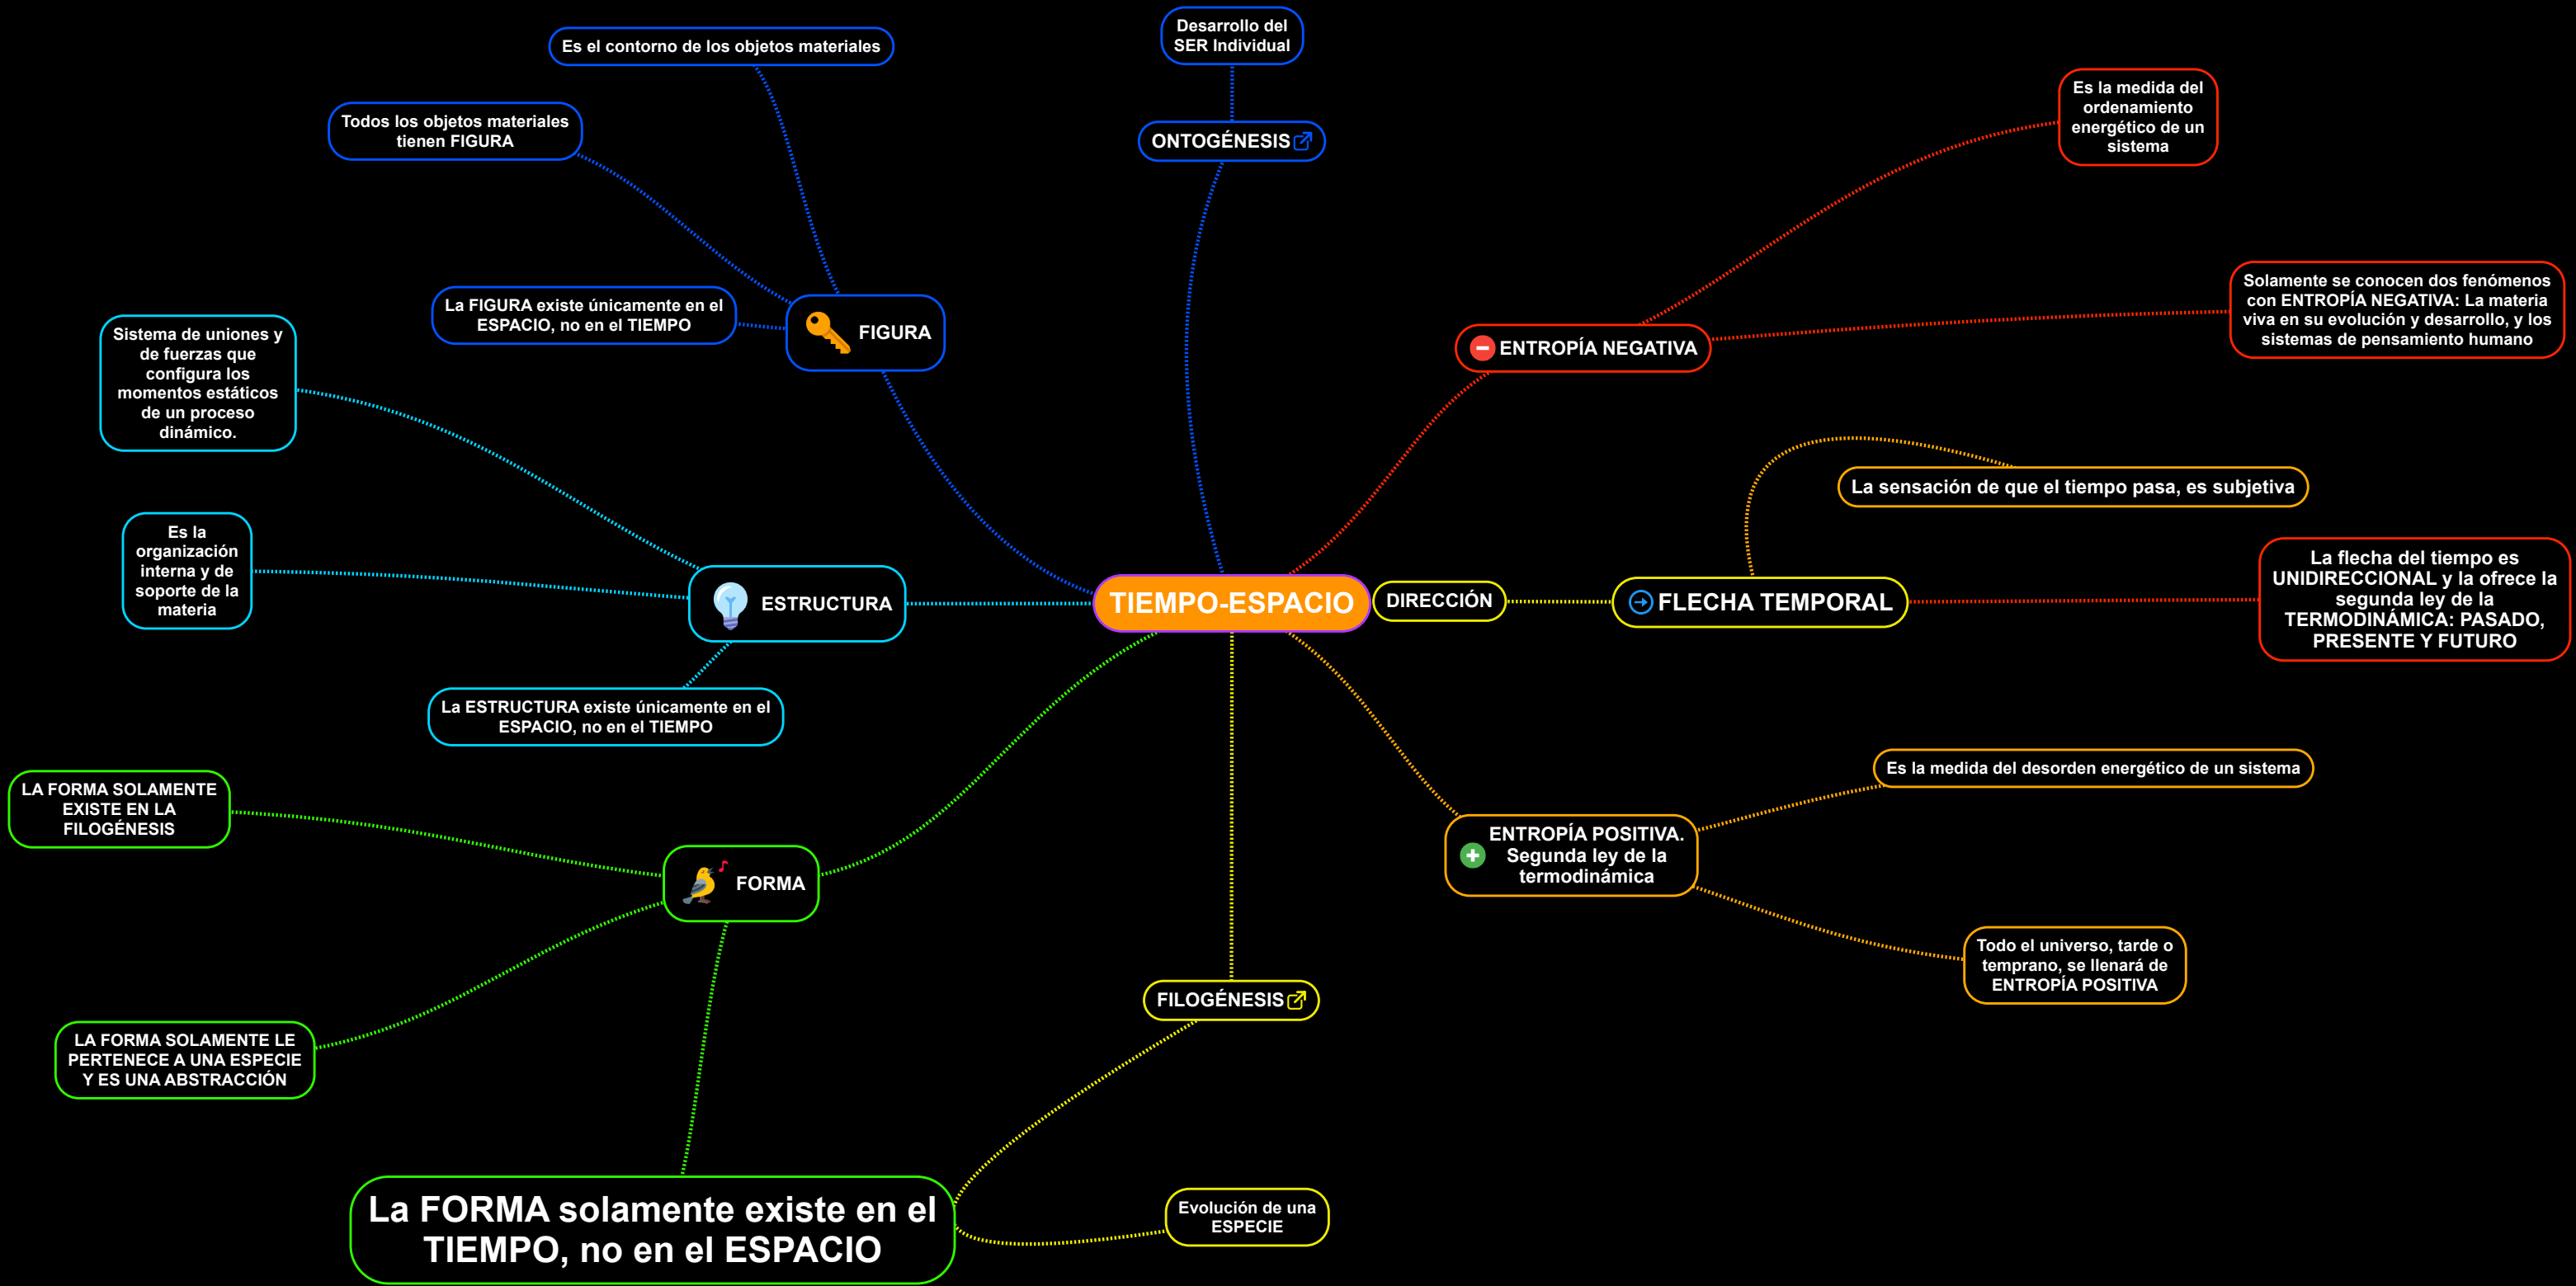 Desarrollo del
SER Individual
ONTOGÉNESIS
Es el contorno de los objetos materiales
Todos los objetos materiales
tienen FIGURA
La FIGURA existe únicamente en el
ESPACIO, no en el TIEMPO
FIGURA
Sistema de uniones y
de fuerzas que
configura los
momentos estáticos
de un proceso
dinámico.
Es la
organización
interna y de
soporte de la
materia
ESTRUCTURA
La ESTRUCTURA existe únicamente en el
ESPACIO, no en el TIEMPO
LA FORMA SOLAMENTE
EXISTE EN LA
FILOGÉNESIS
FORMA
LA FORMA SOLAMENTE LE
PERTENECE A UNA ESPECIE
Y ES UNA ABSTRACCIÓN
La FORMA solamente existe en el
TIEMPO, no en el ESPACIO
TIEMPO-ESPACIO
DIRECCIÓN
FLECHA TEMPORAL
La sensación de que el tiempo pasa, es subjetiva
La flecha del tiempo es
UNIDIRECCIONAL y la ofrece la
segunda ley de la
TERMODINÁMICA: PASADO,
PRESENTE Y FUTURO
ENTROPÍA NEGATIVA
Es la medida del
ordenamiento
energético de un
sistema
Solamente se conocen dos fenómenos
con ENTROPÍA NEGATIVA: La materia
viva en su evolución y desarrollo, y los
sistemas de pensamiento humano
ENTROPÍA POSITIVA.
Segunda ley de la
termodinámica
Es la medida del desorden energético de un sistema
Todo el universo, tarde o
temprano, se llenará de
ENTROPÍA POSITIVA
FILOGÉNESIS
Evolución de una
ESPECIE